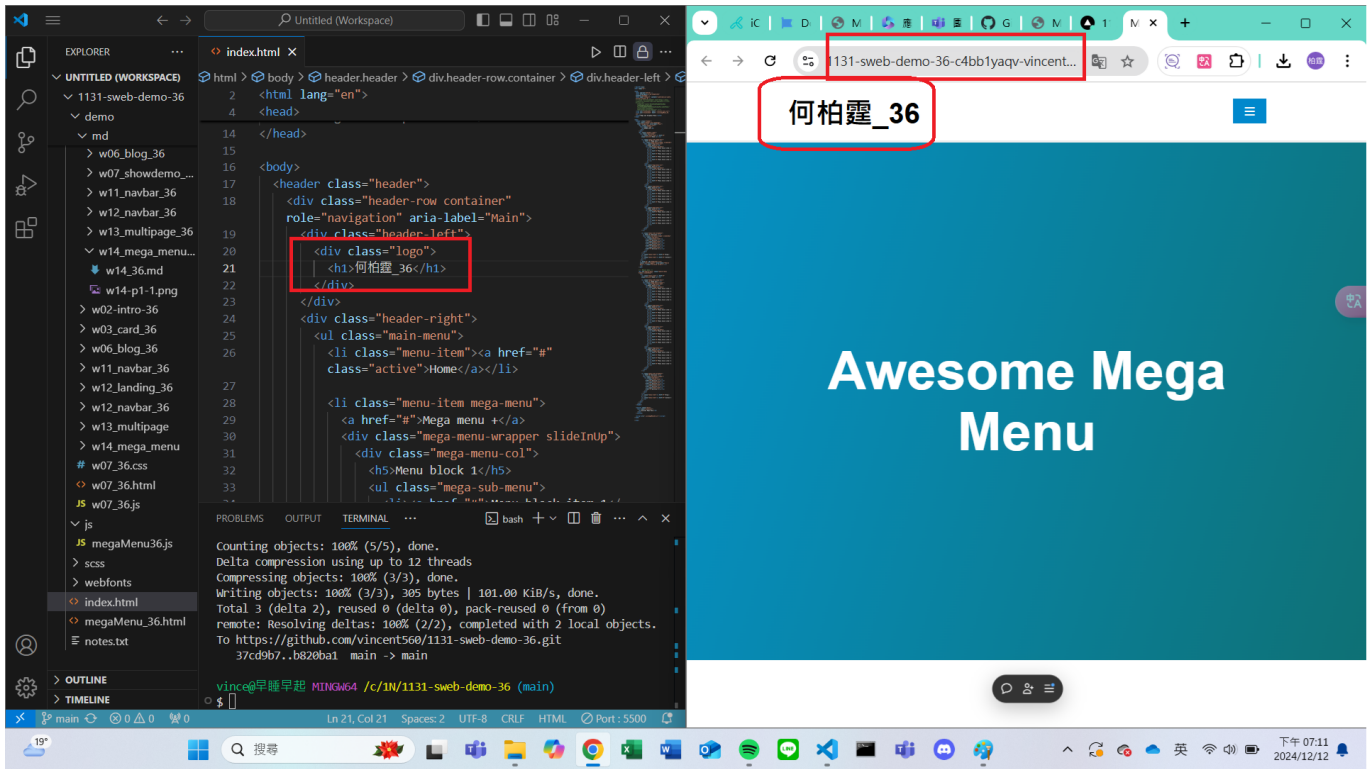 Untitled (Workspace)
EXPLORER
UNTITLED (WORKSPACE)
1131-sweb-demo-36
demo
md
w06_blog_36
w07_showdemo_...
w11_navbar_36
w12_navbar_36
w13_multipage_36
w14_mega_menu...
w14_36.md
w14-p1-1.png
w02-intro-36
w03_card_36
w06_blog_36
w11_navbar_36
w12_landing_36
w12_navbar_36
w13_multipage
w14_mega_menu
# w07_36.css
<> w07_36.html
JS w07_36.js
js
JS megaMenu36.js
scss
webfonts
<> index.html
<> megaMenu_36.html
notes.txt
OUTLINE
TIMELINE
<> index.html
html > body > header.header > div.header-row.container > div.header-left >
2 <html lang="en">
4 <head>
14 </head>
15
16 <body>
17 <header class="header">
18 <div class="header-row container"
role="navigation" aria-label="Main">
19 <div class="header-left">
20 <div class="logo">
21 <h1>何柏霆_36</h1>
22 </div>
23 </div>
24 <div class="header-right">
25 <ul class="main-menu">
26 <li class="menu-item"><a href="#"
class="active">Home</a></li>
27
28 <li class="menu-item mega-menu">
29 <a href="#">Mega menu +</a>
30 <div class="mega-menu-wrapper slideInUp">
31 <div class="mega-menu-col">
32 <h5>Menu block 1</h5>
33 <ul class="mega-sub-menu">
PROBLEMS OUTPUT TERMINAL ... bash
Counting objects: 100% (5/5), done.
Delta compression using up to 12 threads
Compressing objects: 100% (3/3), done.
Writing objects: 100% (3/3), 305 bytes | 101.00 KiB/s, done.
Total 3 (delta 2), reused 0 (delta 0), pack-reused 0 (from 0)
remote: Resolving deltas: 100% (2/2), completed with 2 local objects.
To https://github.com/vincent560/1131-sweb-demo-36.git
37cd9b7..b820ba1 main -> main
vince@早睡早起 MINGW64 /c/1N/1131-sweb-demo-36 (main)
$
main 0 0 0 Ln 21, Col 21 Spaces: 2 UTF-8 CRLF HTML Port : 5500
iC D M 應 G M 1 M
1131-sweb-demo-36-c4bb1yaqv-vincent...
何柏霆_36
Awesome Mega
Menu
19°
搜尋
英
下午 07:11
2024/12/12